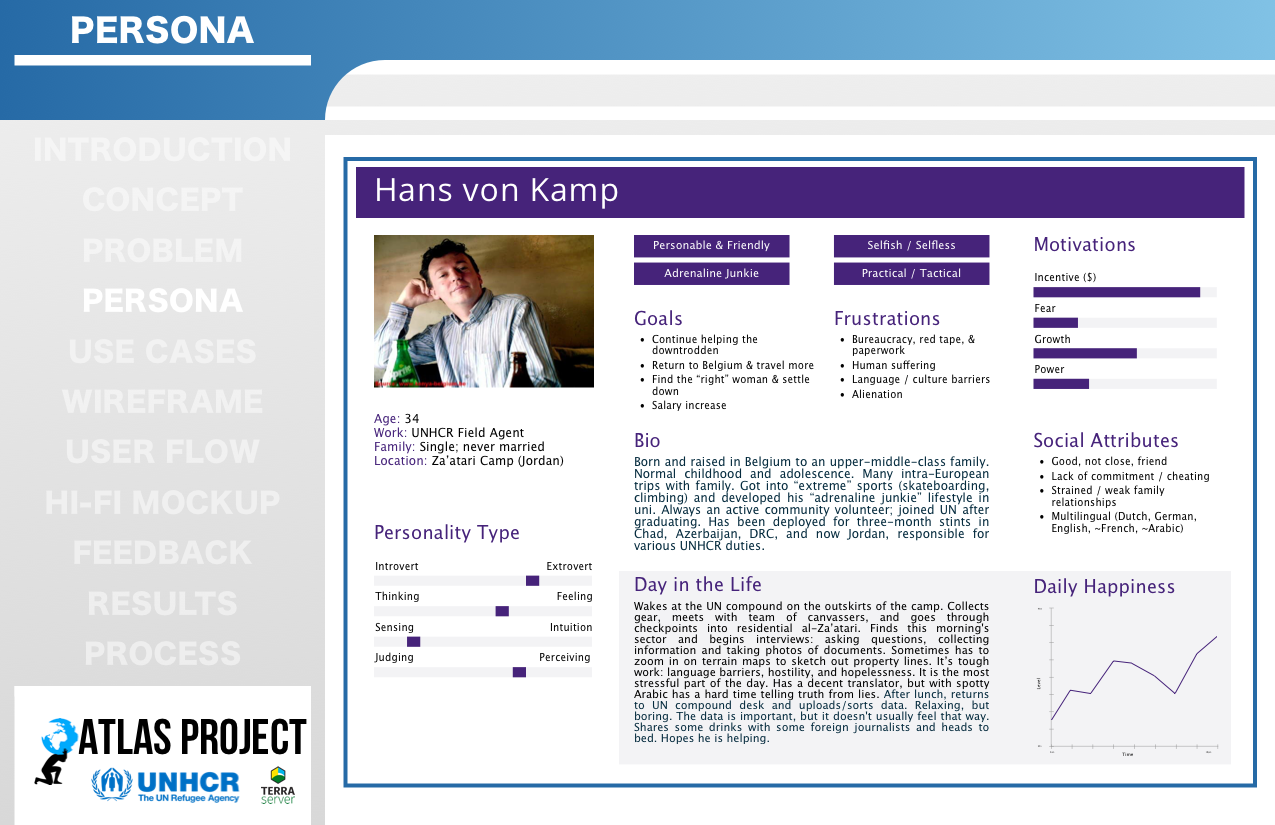 PERSONA
INTRODUCTION
CONCEPT
PROBLEM
PERSONA
USE CASES
WIREFRAME
USER FLOW
HI-FI MOCKUP
FEEDBACK
RESULTS
PROCESS
ATLAS PROJECT
UNHCR
The UN Refugee Agency
TERRA
server
Hans von Kamp
Age: 34
Work: UNHCR Field Agent
Family: Single; never married
Location: Za’atari Camp (Jordan)
Personality Type
Introvert Extrovert
Thinking Feeling
Sensing Intuition
Judging Perceiving
Personable & Friendly
Adrenaline Junkie
Selfish / Selfless
Practical / Tactical
Goals
• Continue helping the
downtrodden
• Return to Belgium & travel more
• Find the “right” woman & settle
down
• Salary increase
Frustrations
• Bureaucracy, red tape, &
paperwork
• Human suffering
• Language / culture barriers
• Alienation
Motivations
Incentive ($)
Fear
Growth
Power
Bio
Born and raised in Belgium to an upper-middle-class family.
Normal childhood and adolescence. Many intra-European
trips with family. Got into “extreme” sports (skateboarding,
climbing) and developed his “adrenaline junkie” lifestyle in
uni. Always an active community volunteer; joined UN after
graduating. Has been deployed for three-month stints in
Chad, Azerbaijan, DRC, and now Jordan, responsible for
various UNHCR duties.
Social Attributes
• Good, not close, friend
• Lack of commitment / cheating
• Strained / weak family
relationships
• Multilingual (Dutch, German,
English, ~French, ~Arabic)
Day in the Life
Wakes at the UN compound on the outskirts of the camp. Collects
gear, meets with team of canvassers, and goes through
checkpoints into residential al-Za’atari. Finds this morning's
sector and begins interviews: asking questions, collecting
information and taking photos of documents. Sometimes has to
zoom in on terrain maps to sketch out property lines. It’s tough
work: language barriers, hostility, and hopelessness. It is the most
stressful part of the day. Has a decent translator, but with spotty
Arabic has a hard time telling truth from lies. After lunch, returns
to UN compound desk and uploads/sorts data. Relaxing, but
boring. The data is important, but it doesn't usually feel that way.
Shares some drinks with some foreign journalists and heads to
bed. Hopes he is helping.
Daily Happiness
Level
Time